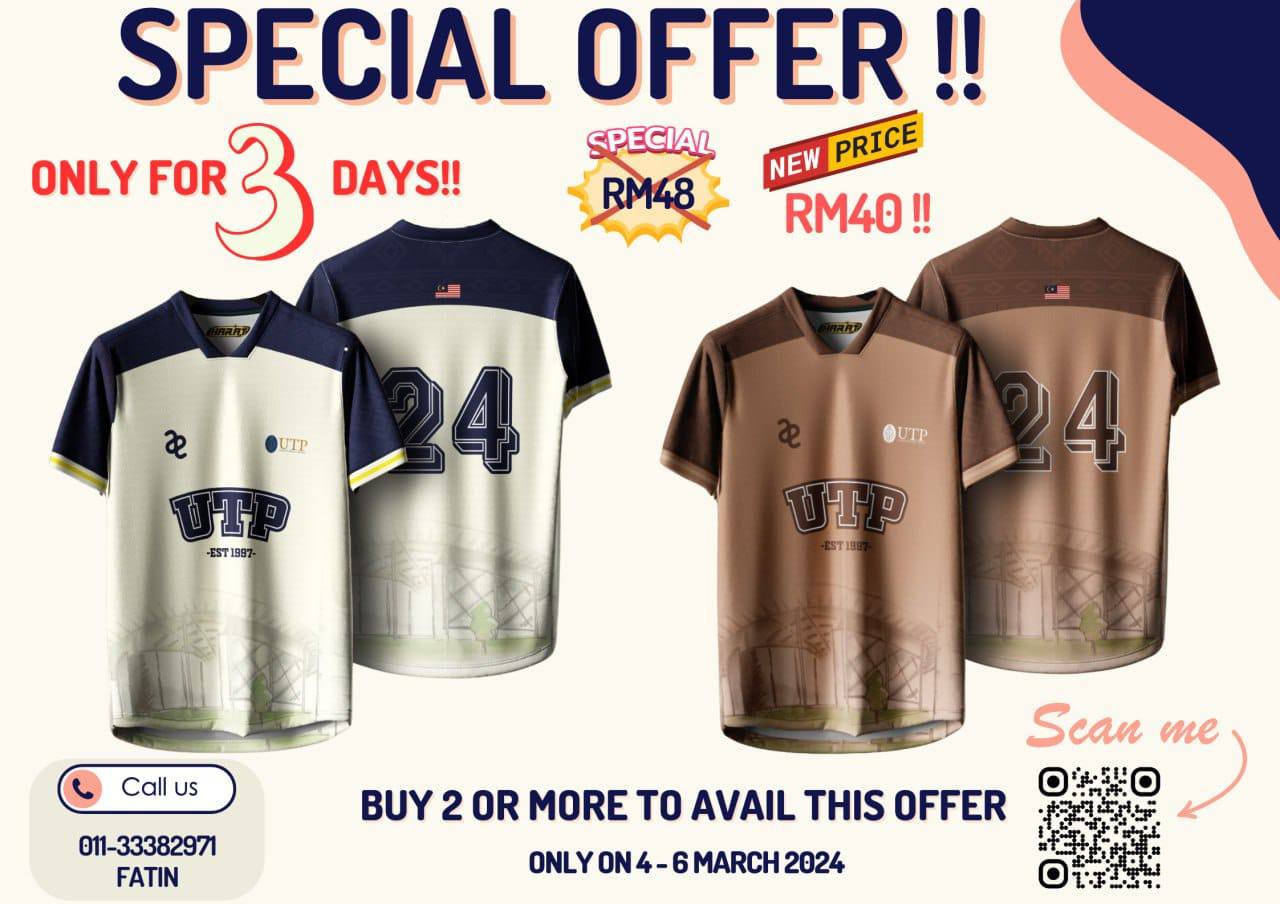 SPECIAL OFFER !!
ONLY FOR 3 DAYS!!
SPECIAL
RM48
NEW PRICE
RM40 !!
24
UTP
UTP
-EST 1997-
24
UTP
UTP
-EST 1997-
Scan me
Call us
011-33382971
FATIN
BUY 2 OR MORE TO AVAIL THIS OFFER
ONLY ON 4 - 6 MARCH 2024